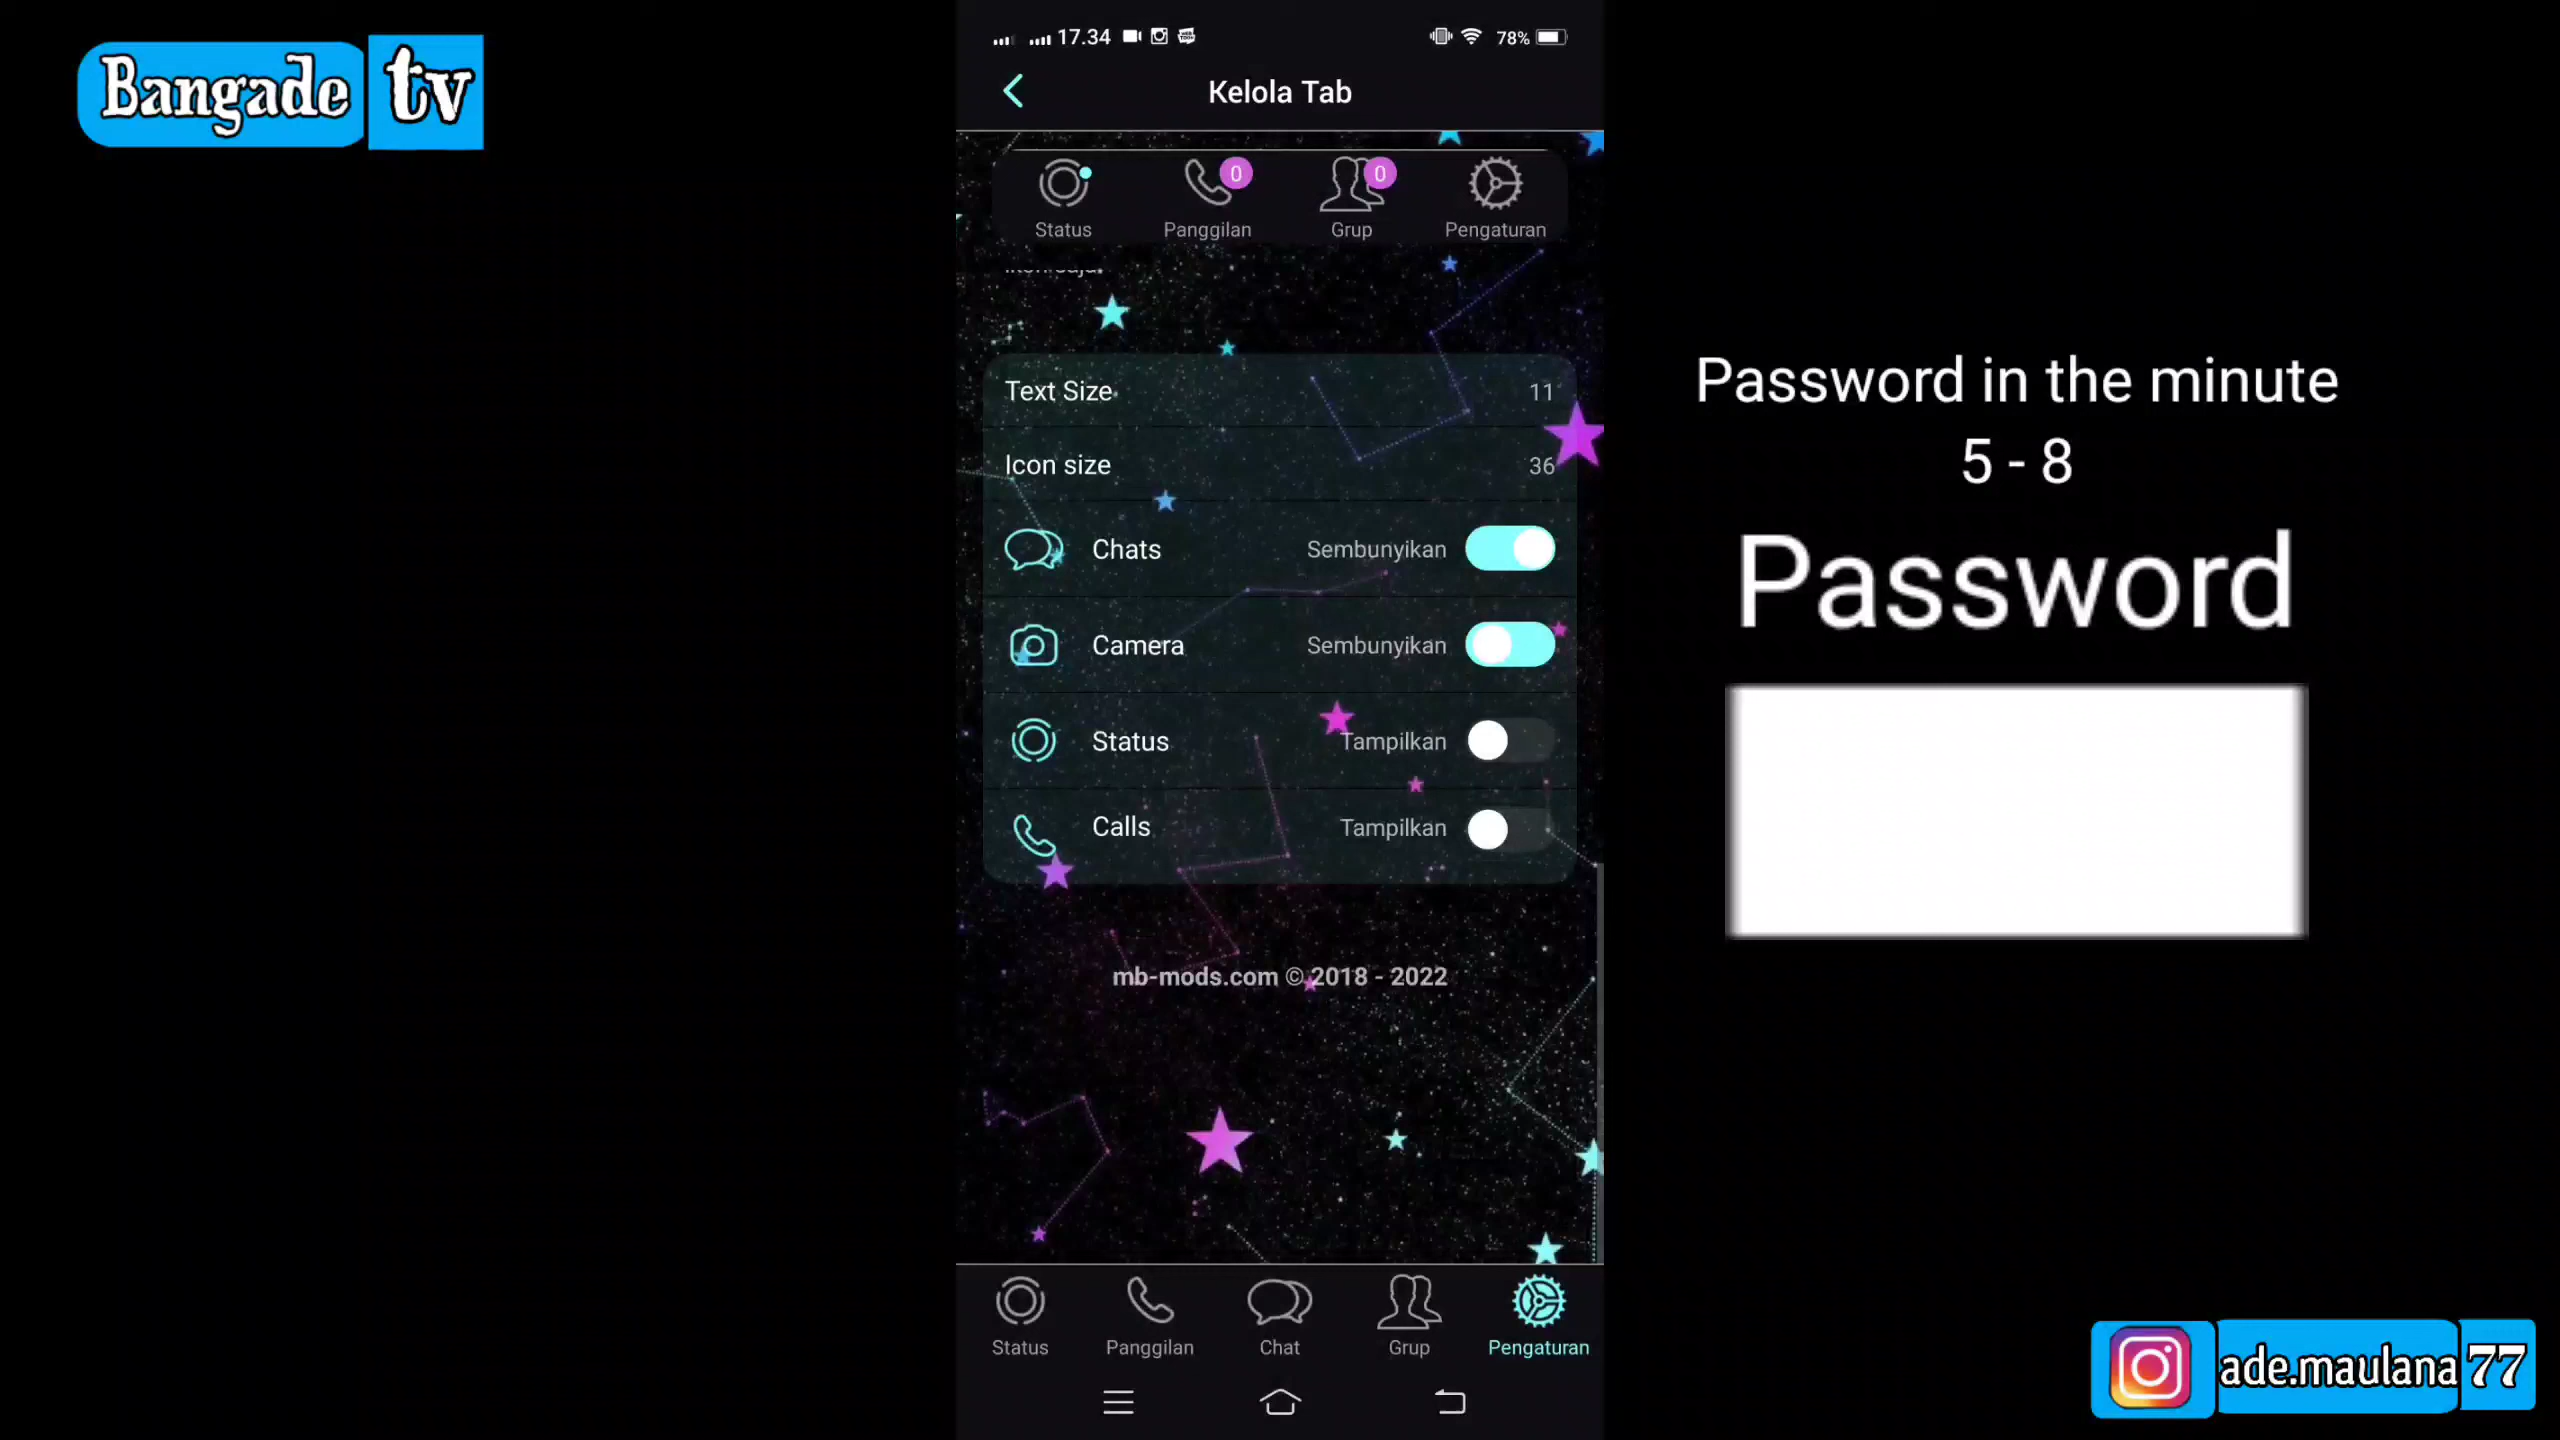 Bangade tv
17.34
78%
Kelola Tab
Status
0
Panggilan
0
Grup
Pengaturan
Text Size
11
Icon size
36
Chats
Sembunyikan
Camera
Sembunyikan
Status
Tampilkan
Calls
Tampilkan
mb-mods.com © 2018 - 2022
Status
Panggilan
Chat
Grup
Pengaturan
Password in the minute
5 - 8
Password
ade.maulana 77